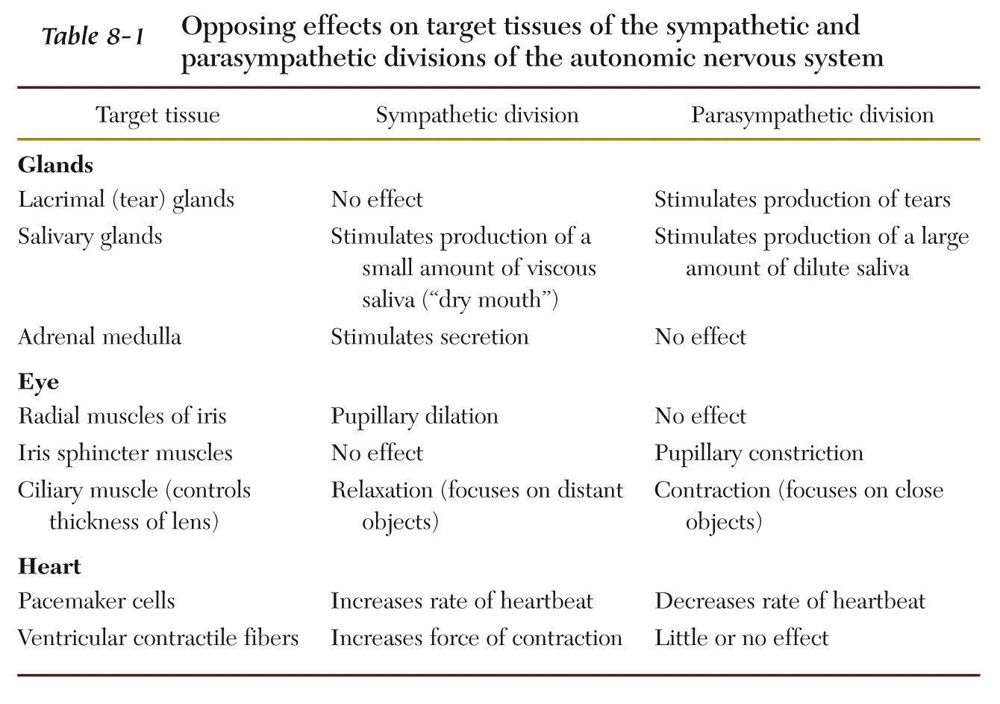 Table 8–1 Opposing effects on target tissues of the sympathetic and
parasympathetic divisions of the autonomic nervous system
Target tissue Sympathetic division Parasympathetic division
Glands
Lacrimal (tear) glands No effect Stimulates production of tears
Salivary glands Stimulates production of a Stimulates production of a large
small amount of viscous amount of dilute saliva
saliva (“dry mouth”)
Adrenal medulla Stimulates secretion No effect
Eye
Radial muscles of iris Pupillary dilation No effect
Iris sphincter muscles No effect Pupillary constriction
Ciliary muscle (controls Relaxation (focuses on distant Contraction (focuses on close
thickness of lens) objects) objects)
Heart
Pacemaker cells Increases rate of heartbeat Decreases rate of heartbeat
Ventricular contractile fibers Increases force of contraction Little or no effect